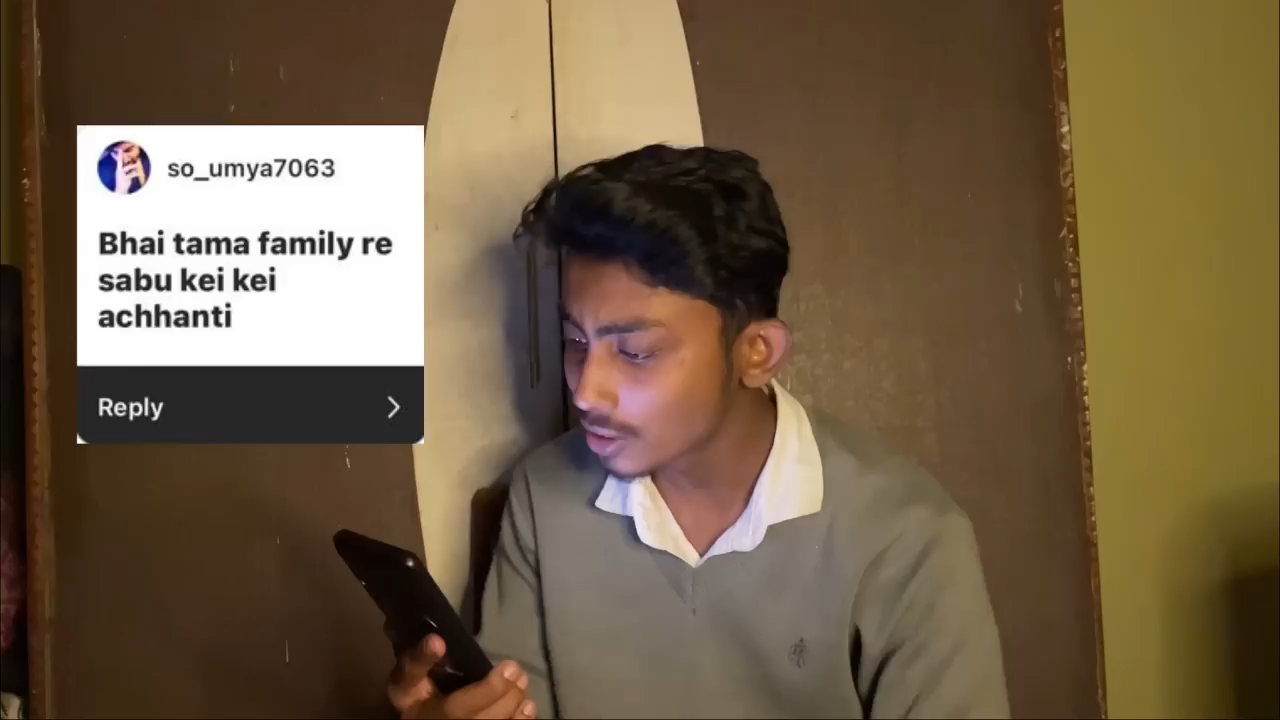 so_umya7063
Bhai tama family re
sabu kei kei
achhanti
Reply